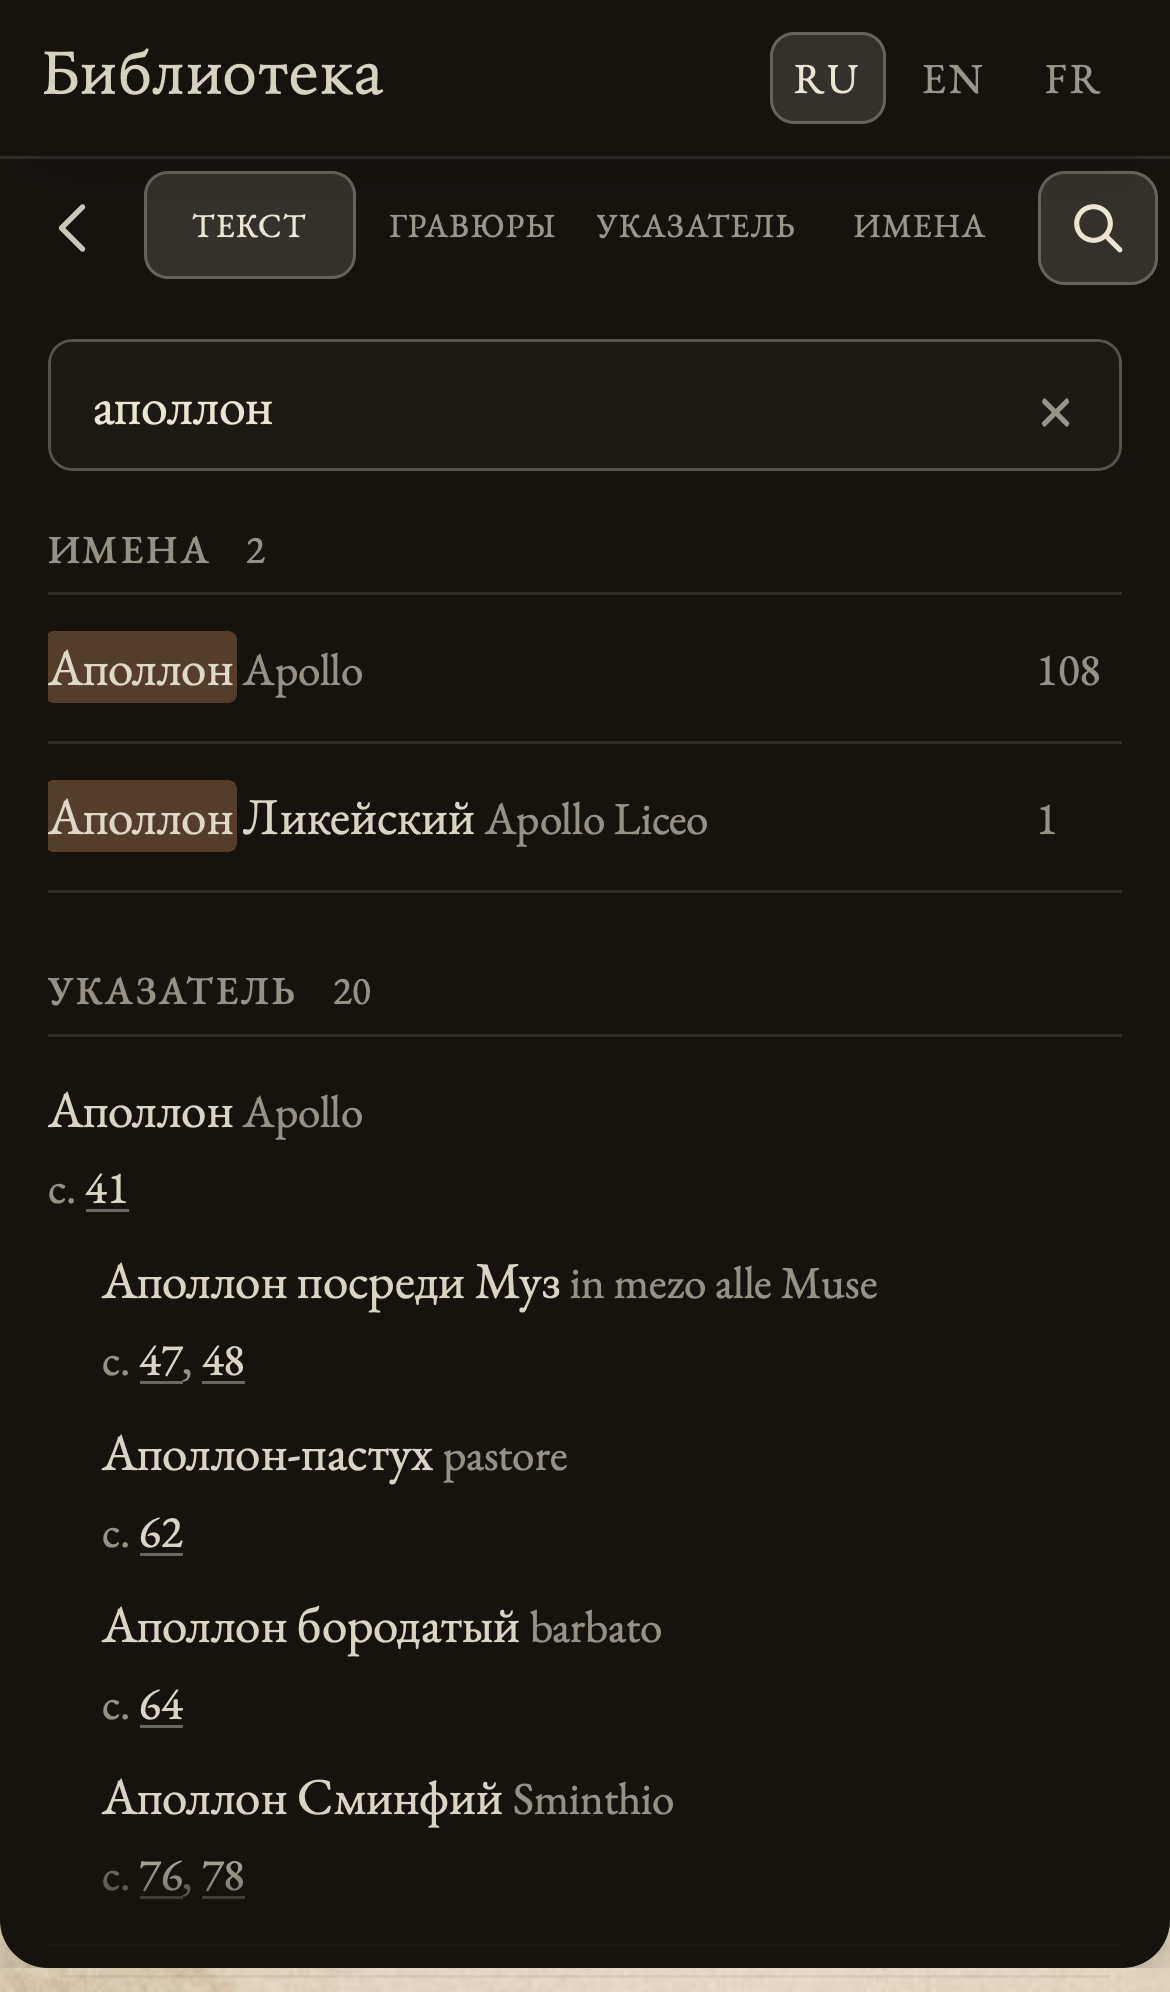 Библиотека RU EN FR
ТЕКСТ ГРАВЮРЫ УКАЗАТЕЛЬ ИМЕНА
аполлон
ИМЕНА 2
Аполлон Apollo 108
Аполлон Ликейский Apollo Liceo 1
УКАЗАТЕЛЬ 20
Аполлон Apollo
с. 41
Аполлон посреди Муз in mezo alle Muse
с. 47, 48
Аполлон-пастух pastore
с. 62
Аполлон бородатый barbato
с. 64
Аполлон Сминфий Sminthio
с. 76, 78